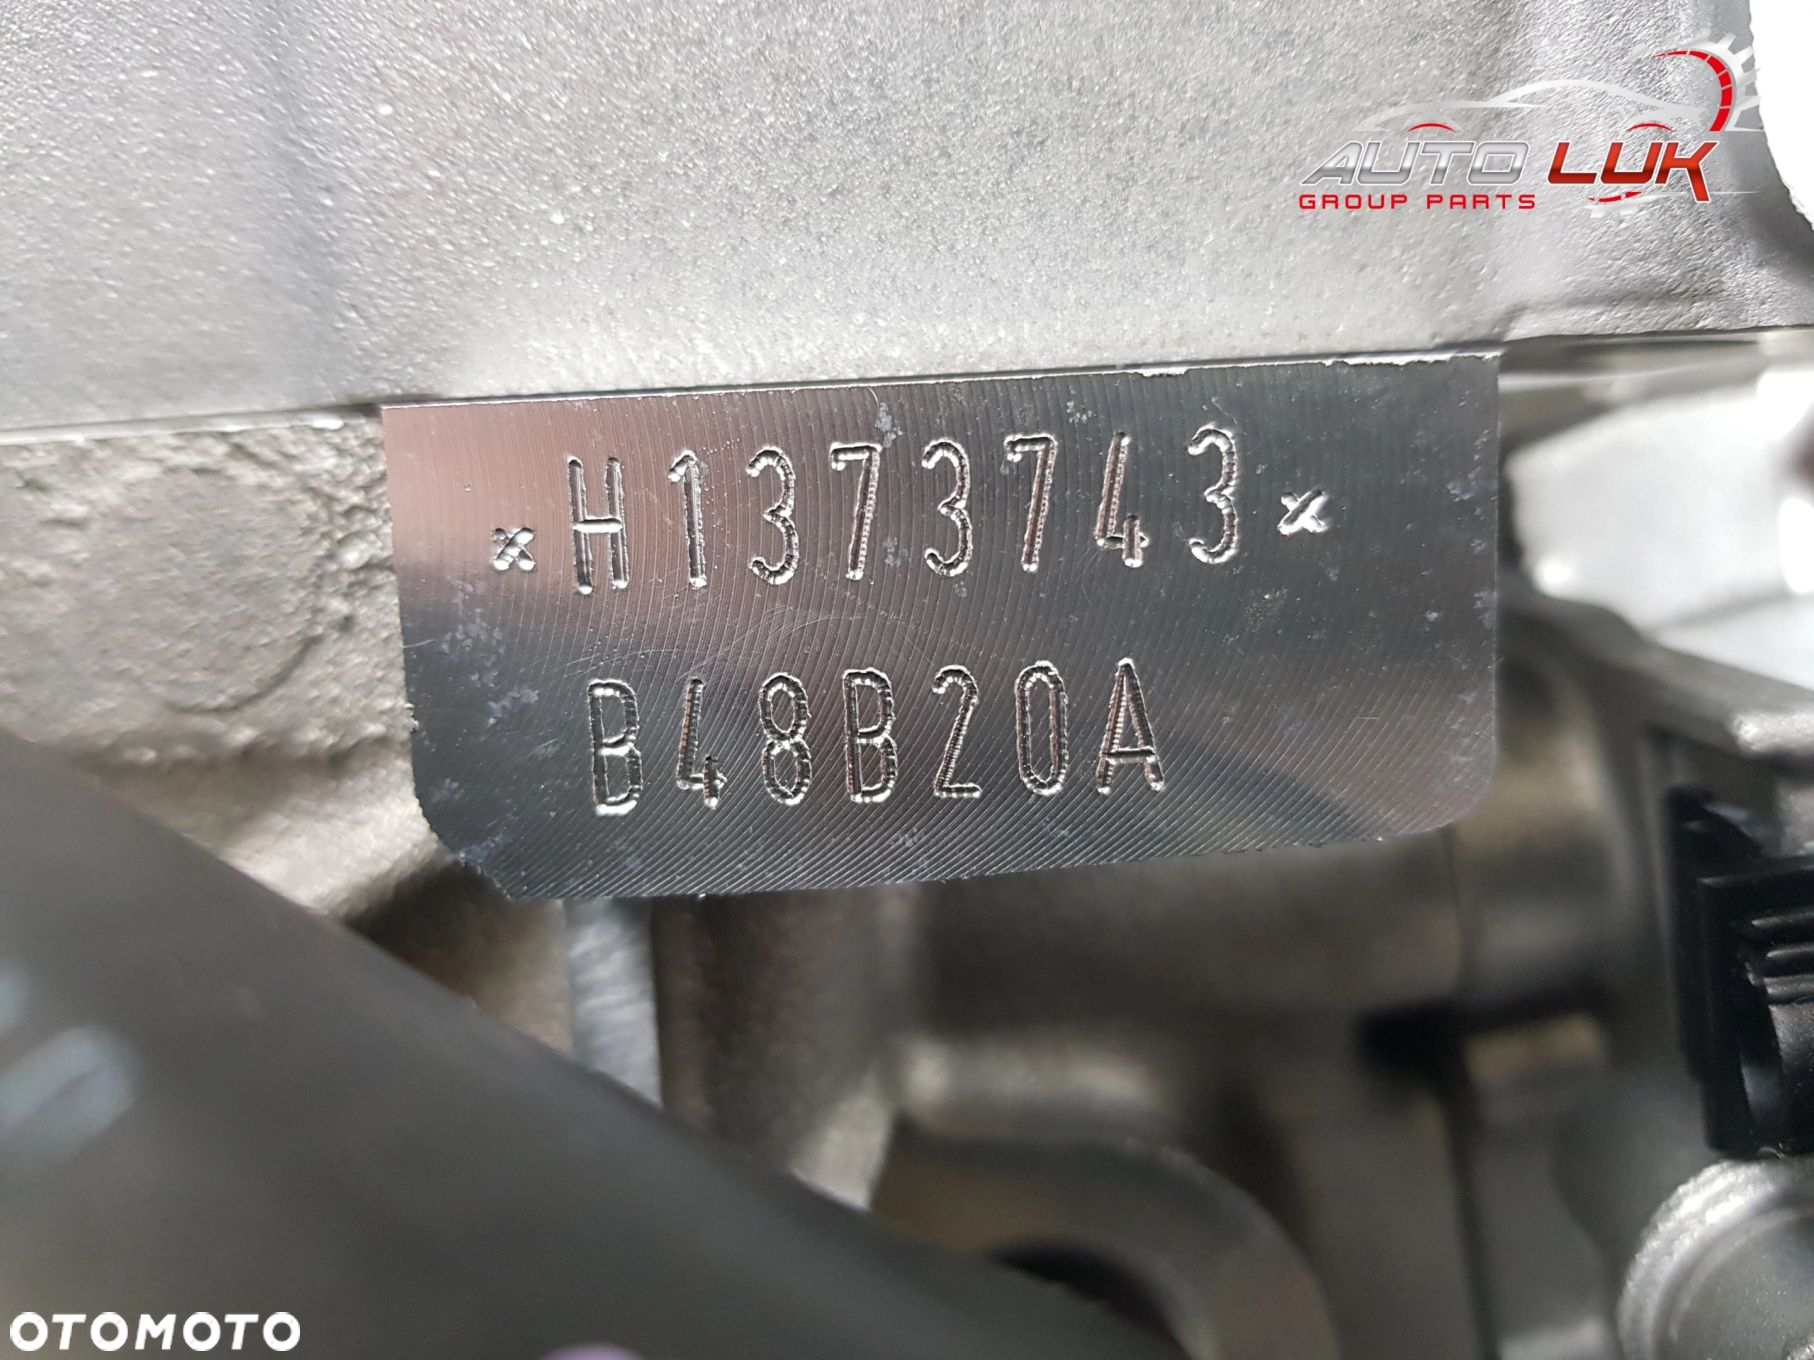 AUTO LUK
GROUP PARTS
*H1373743*
B48B20A
OTOMOTO